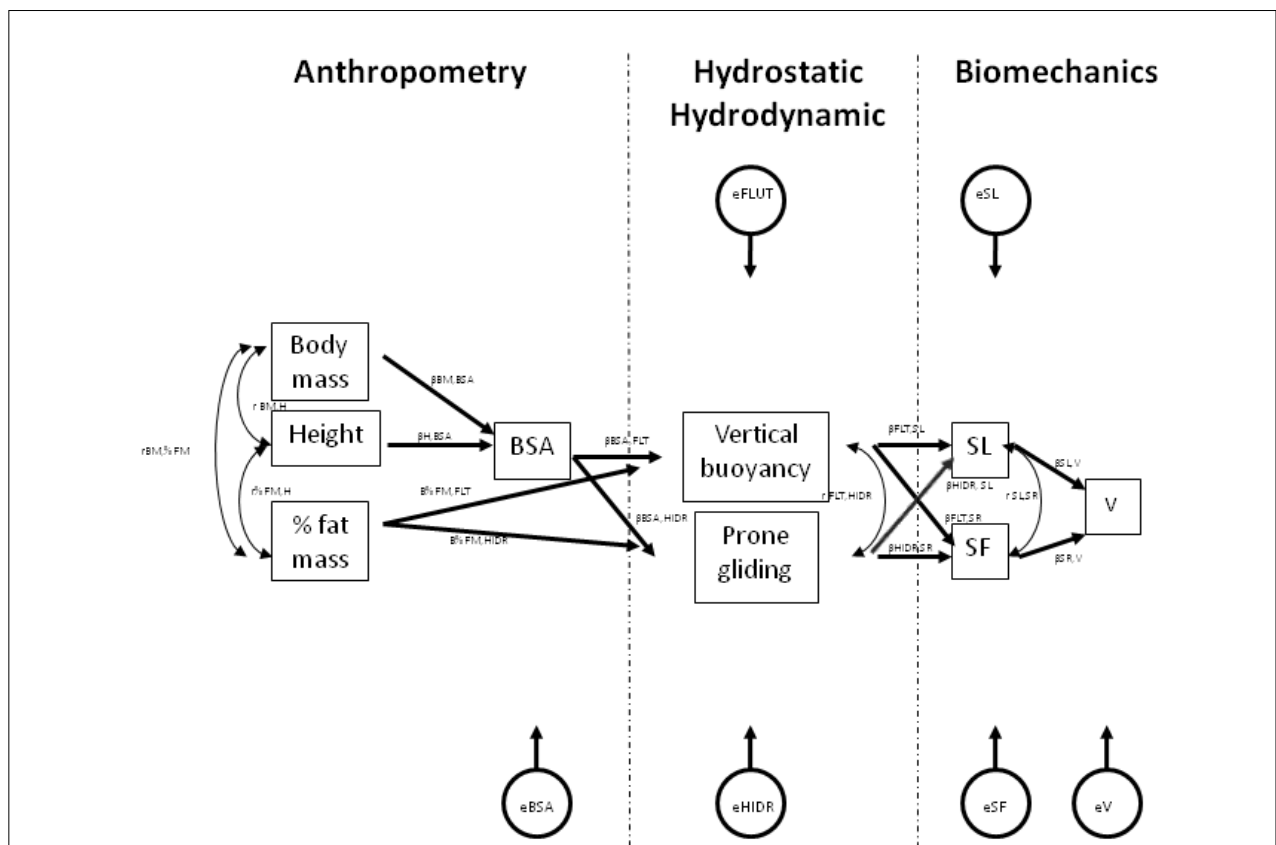 Anthropometry
Hydrostatic
Hydrodynamic
Biomechanics
eFLUT
eSL
Body
mass
βBM,BSA
r BM,H
Height
βH,BSA
BSA
rBM,% FM
r% FM,H
% fat
mass
B% FM,FLT
B% FM,HIDR
βBSA,FLT
βBSA,HIDR
Vertical
buoyancy
r FLT,HIDR
Prone
gliding
βFLT,SL
βHIDR,SL
βFLT,SR
βHIDR,SR
SL
r SL,SR
SF
βSL,V
βSR,V
V
eBSA
eHIDR
eSF
eV